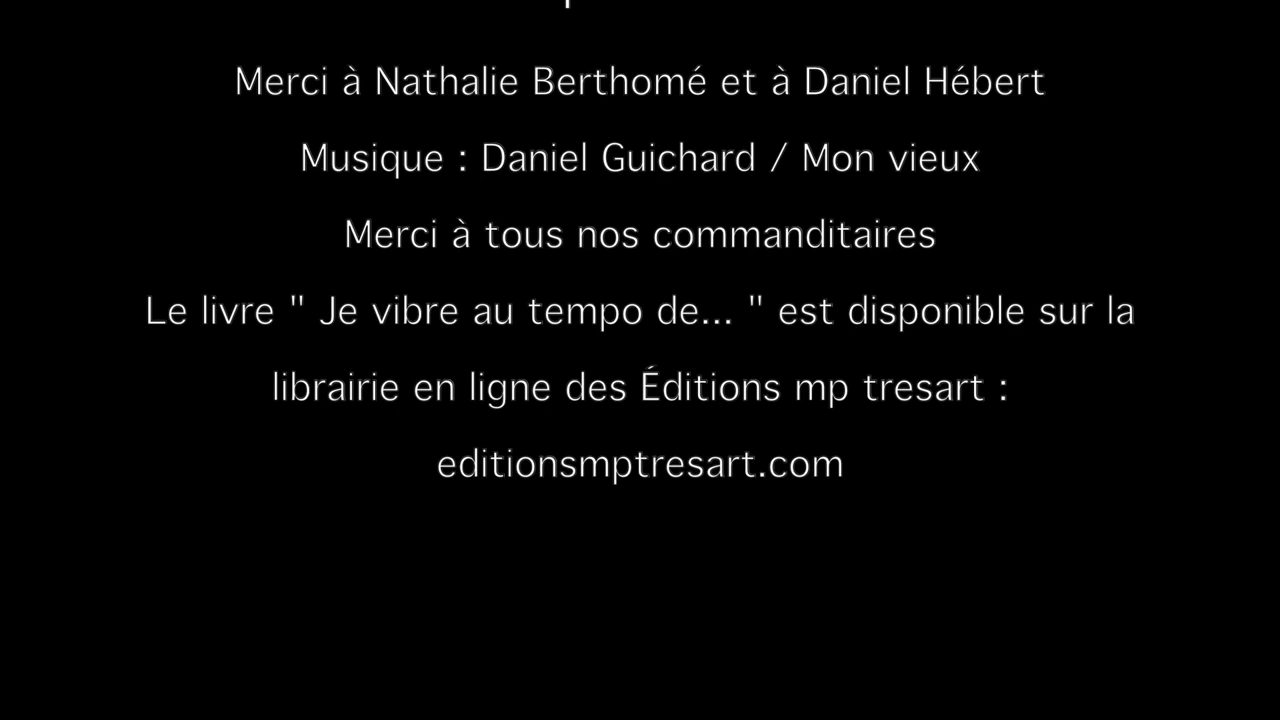 Merci à Nathalie Berthomé et à Daniel Hébert
Musique : Daniel Guichard / Mon vieux
Merci à tous nos commanditaires
Le livre " Je vibre au tempo de... " est disponible sur la
librairie en ligne des Éditions mp tresart :
editionsmptresart.com